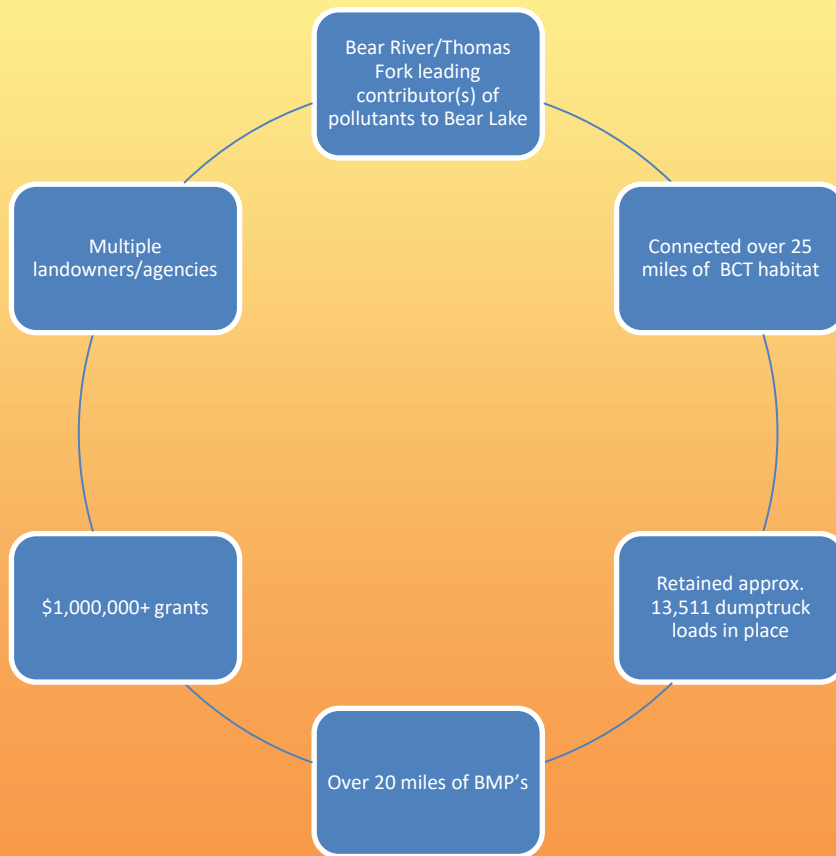 Bear River/Thomas
Fork leading
contributor(s) of
pollutants to Bear Lake
Connected over 25
miles of  BCT habitat
Retained approx.
13,511 dumptruck
loads in place
Over 20 miles of BMP’s
$1,000,000+ grants
Multiple
landowners/agencies